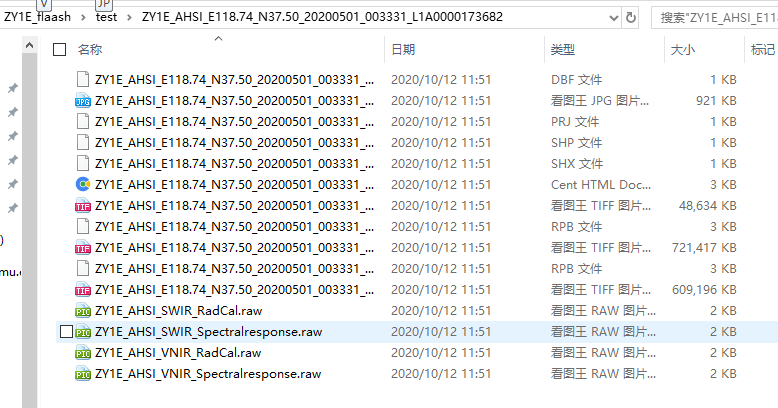 V JP
ZY1E_flaash > test > ZY1E_AHSI_E118.74_N37.50_20200501_003331_L1A0000173682 搜索"ZY1E_AHSI_E1
名称 日期 类型 大小 标记
ZY1E_AHSI_E118.74_N37.50_20200501_003331_... 2020/10/12 11:51 DBF 文件 1 KB
JPG ZY1E_AHSI_E118.74_N37.50_20200501_003331_... 2020/10/12 11:51 看图王 JPG 图片... 921 KB
ZY1E_AHSI_E118.74_N37.50_20200501_003331_... 2020/10/12 11:51 PRJ 文件 1 KB
ZY1E_AHSI_E118.74_N37.50_20200501_003331_... 2020/10/12 11:51 SHP 文件 1 KB
ZY1E_AHSI_E118.74_N37.50_20200501_003331_... 2020/10/12 11:51 SHX 文件 1 KB
ZY1E_AHSI_E118.74_N37.50_20200501_003331_... 2020/10/12 11:51 Cent HTML Doc... 3 KB
TIF ZY1E_AHSI_E118.74_N37.50_20200501_003331_... 2020/10/12 11:51 看图王 TIFF 图片... 48,634 KB
) ZY1E_AHSI_E118.74_N37.50_20200501_003331_... 2020/10/12 11:51 RPB 文件 3 KB
TIF ZY1E_AHSI_E118.74_N37.50_20200501_003331_... 2020/10/12 11:51 看图王 TIFF 图片... 721,417 KB
mu.c ZY1E_AHSI_E118.74_N37.50_20200501_003331_... 2020/10/12 11:51 RPB 文件 3 KB
TIF ZY1E_AHSI_E118.74_N37.50_20200501_003331_... 2020/10/12 11:51 看图王 TIFF 图片... 609,196 KB
PIC ZY1E_AHSI_SWIR_RadCal.raw 2020/10/12 11:51 看图王 RAW 图片... 2 KB
PIC ZY1E_AHSI_SWIR_Spectralresponse.raw 2020/10/12 11:51 看图王 RAW 图片... 2 KB
PIC ZY1E_AHSI_VNIR_RadCal.raw 2020/10/12 11:51 看图王 RAW 图片... 2 KB
PIC ZY1E_AHSI_VNIR_Spectralresponse.raw 2020/10/12 11:51 看图王 RAW 图片... 2 KB